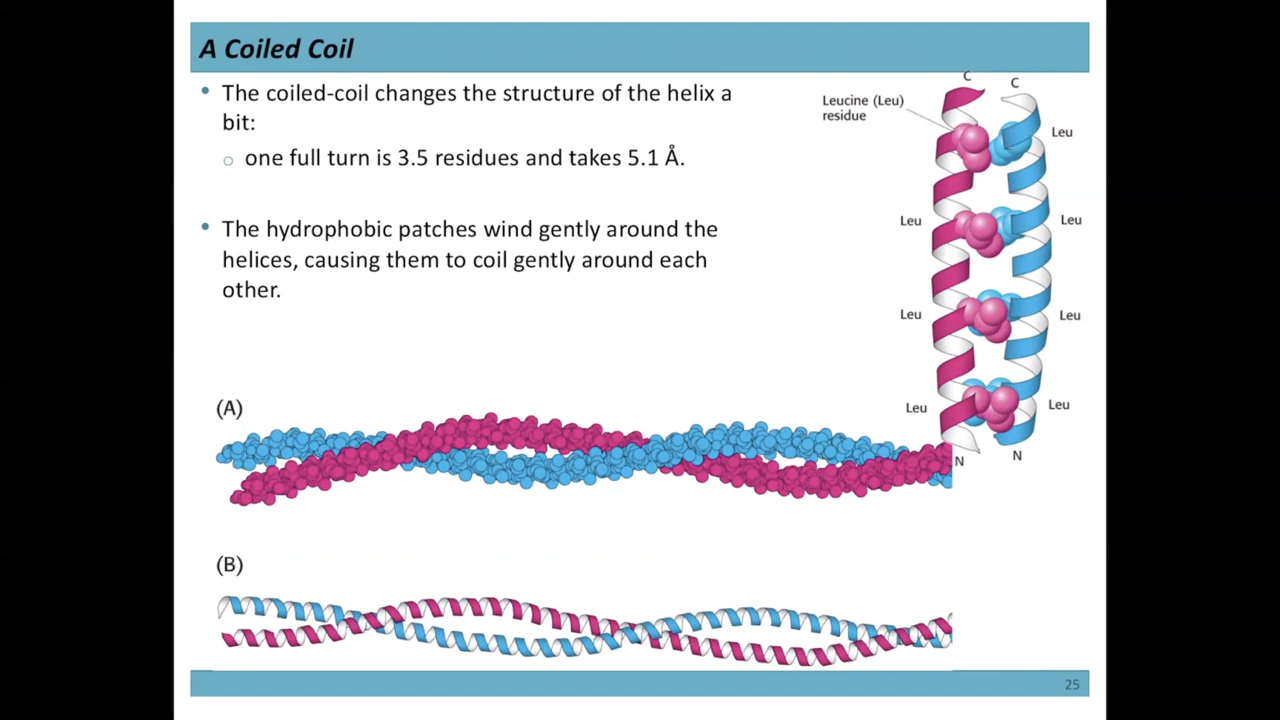 A Coiled Coil
• The coiled-coil changes the structure of the helix a
bit:
○ one full turn is 3.5 residues and takes 5.1 Å.
• The hydrophobic patches wind gently around the
helices, causing them to coil gently around each
other.
C
C
Leucine (Leu)
residue
Leu
Leu
Leu
Leu
Leu
Leu
Leu
N
N
(A)
(B)
25